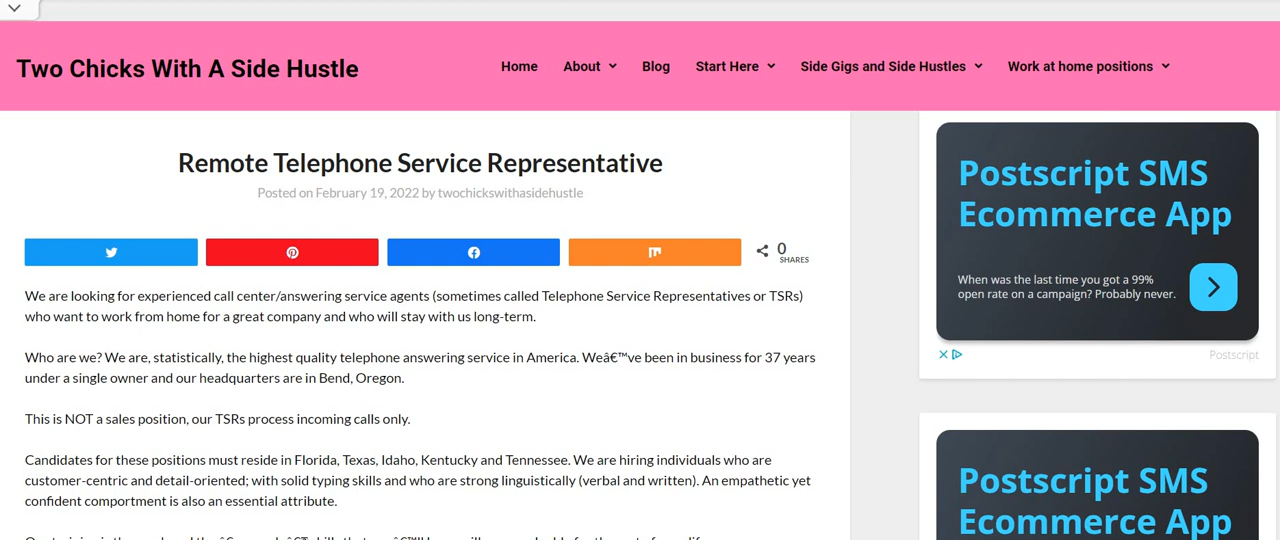 Two Chicks With A Side Hustle
Home About Blog Start Here Side Gigs and Side Hustles Work at home positions
Remote Telephone Service Representative
Posted on February 19, 2022 by twochickswithasidehustle
0
SHARES
We are looking for experienced call center/answering service agents (sometimes called Telephone Service Representatives or TSRs)
who want to work from home for a great company and who will stay with us long-term.
Who are we? We are, statistically, the highest quality telephone answering service in America. Weâ€™ve been in business for 37 years
under a single owner and our headquarters are in Bend, Oregon.
This is NOT a sales position, our TSRs process incoming calls only.
Candidates for these positions must reside in Florida, Texas, Idaho, Kentucky and Tennessee. We are hiring individuals who are
customer-centric and detail-oriented; with solid typing skills and who are strong linguistically (verbal and written). An empathetic yet
confident comportment is also an essential attribute.
Postscript SMS
Ecommerce App
When was the last time you got a 99%
open rate on a campaign? Probably never.
Postscript
Postscript SMS
Ecommerce App